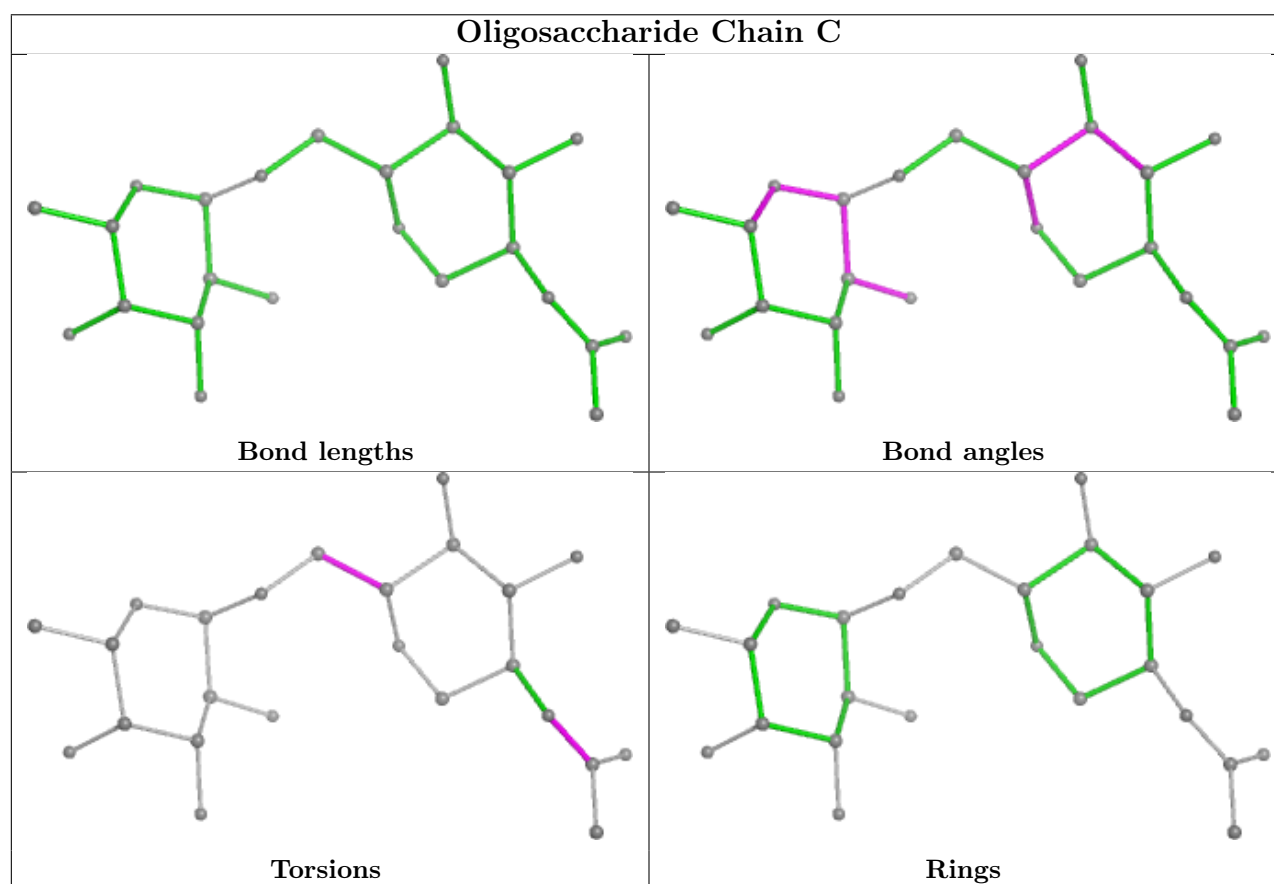 Oligosaccharide Chain C
Bond lengths
Bond angles
Torsions
Rings